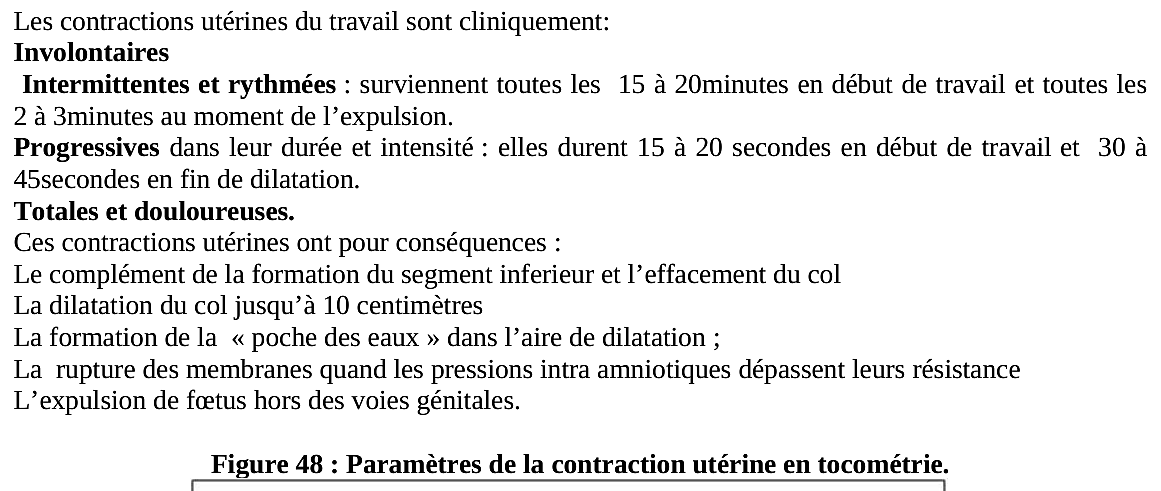 Les contractions utérines du travail sont cliniquement:
Involontaires
Intermittentes et rythmées : surviennent toutes les 15 à 20minutes en début de travail et toutes les
2 à 3minutes au moment de l’expulsion.
Progressives dans leur durée et intensité : elles durent 15 à 20 secondes en début de travail et 30 à
45secondes en fin de dilatation.
Totales et douloureuses.
Ces contractions utérines ont pour conséquences :
Le complément de la formation du segment inferieur et l’effacement du col
La dilatation du col jusqu’à 10 centimètres
La formation de la « poche des eaux » dans l’aire de dilatation ;
La rupture des membranes quand les pressions intra amniotiques dépassent leurs résistance
L’expulsion de fœtus hors des voies génitales.
Figure 48 : Paramètres de la contraction utérine en tocométrie.